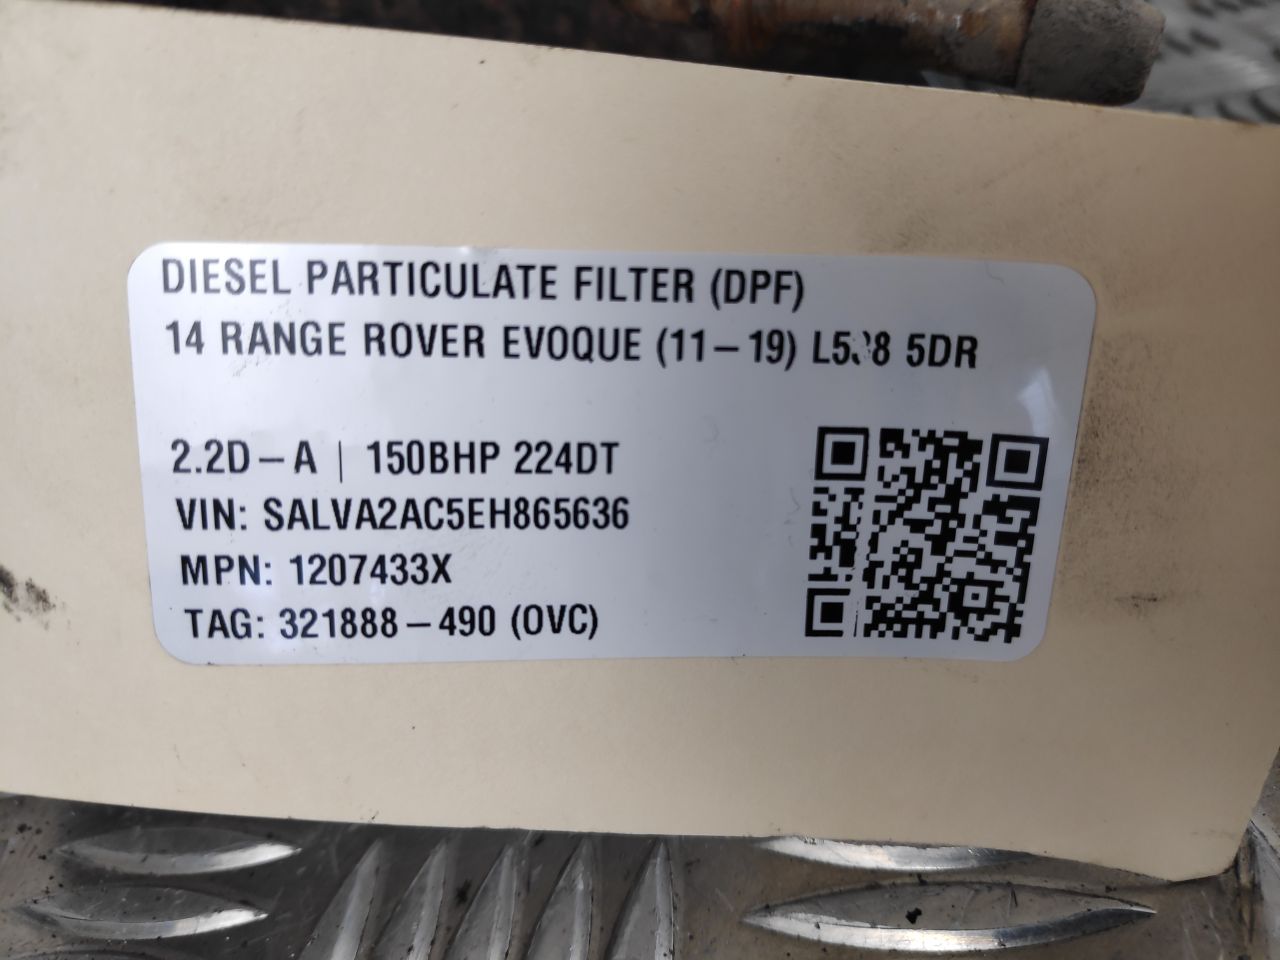 DIESEL PARTICULATE FILTER (DPF)
14 RANGE ROVER EVOQUE (11-19) L538 5DR
2.2D-A | 150BHP 224DT
VIN: SALVA2AC5EH865636
MPN: 1207433X
TAG: 321888-490 (OVC)